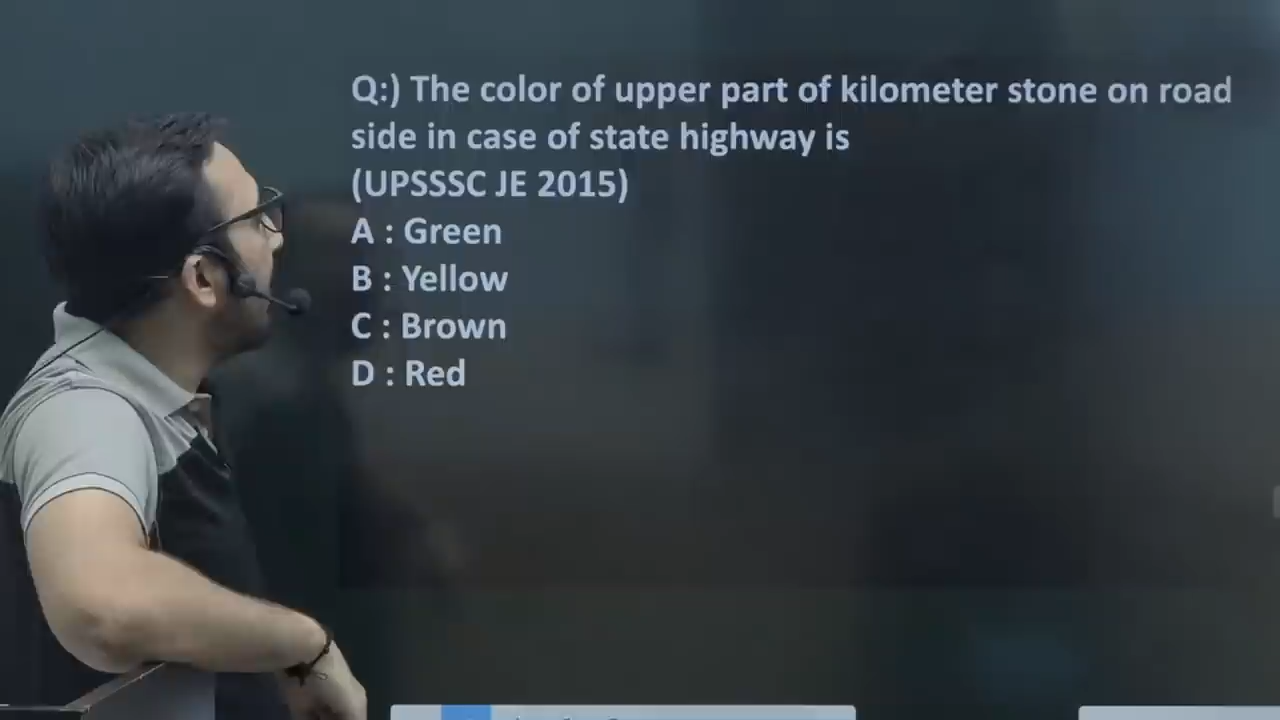 Q:) The color of upper part of kilometer stone on road
side in case of state highway is
(UPSSSC JE 2015)
A : Green
B : Yellow
C : Brown
D : Red